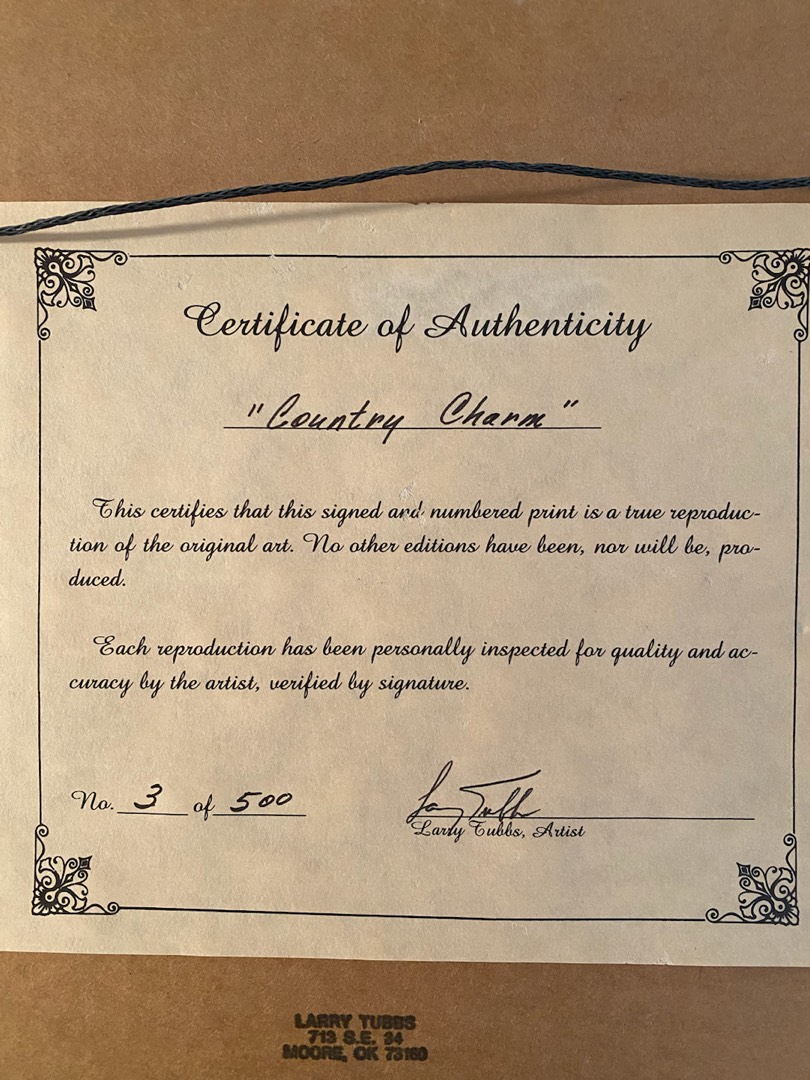 Certificate of Authenticity
"Country Charm"
This certifies that this signed and numbered print is a true reproduc-
tion of the original art. No other editions have been, nor will be, pro-
duced.
Each reproduction has been personally inspected for quality and ac-
curacy by the artist, verified by signature.
No. 3 of 500
Larry Tubbs
Larry Tubbs, Artist
LARRY TUBBS
713 S.E. 34
MOORE, OK 73160